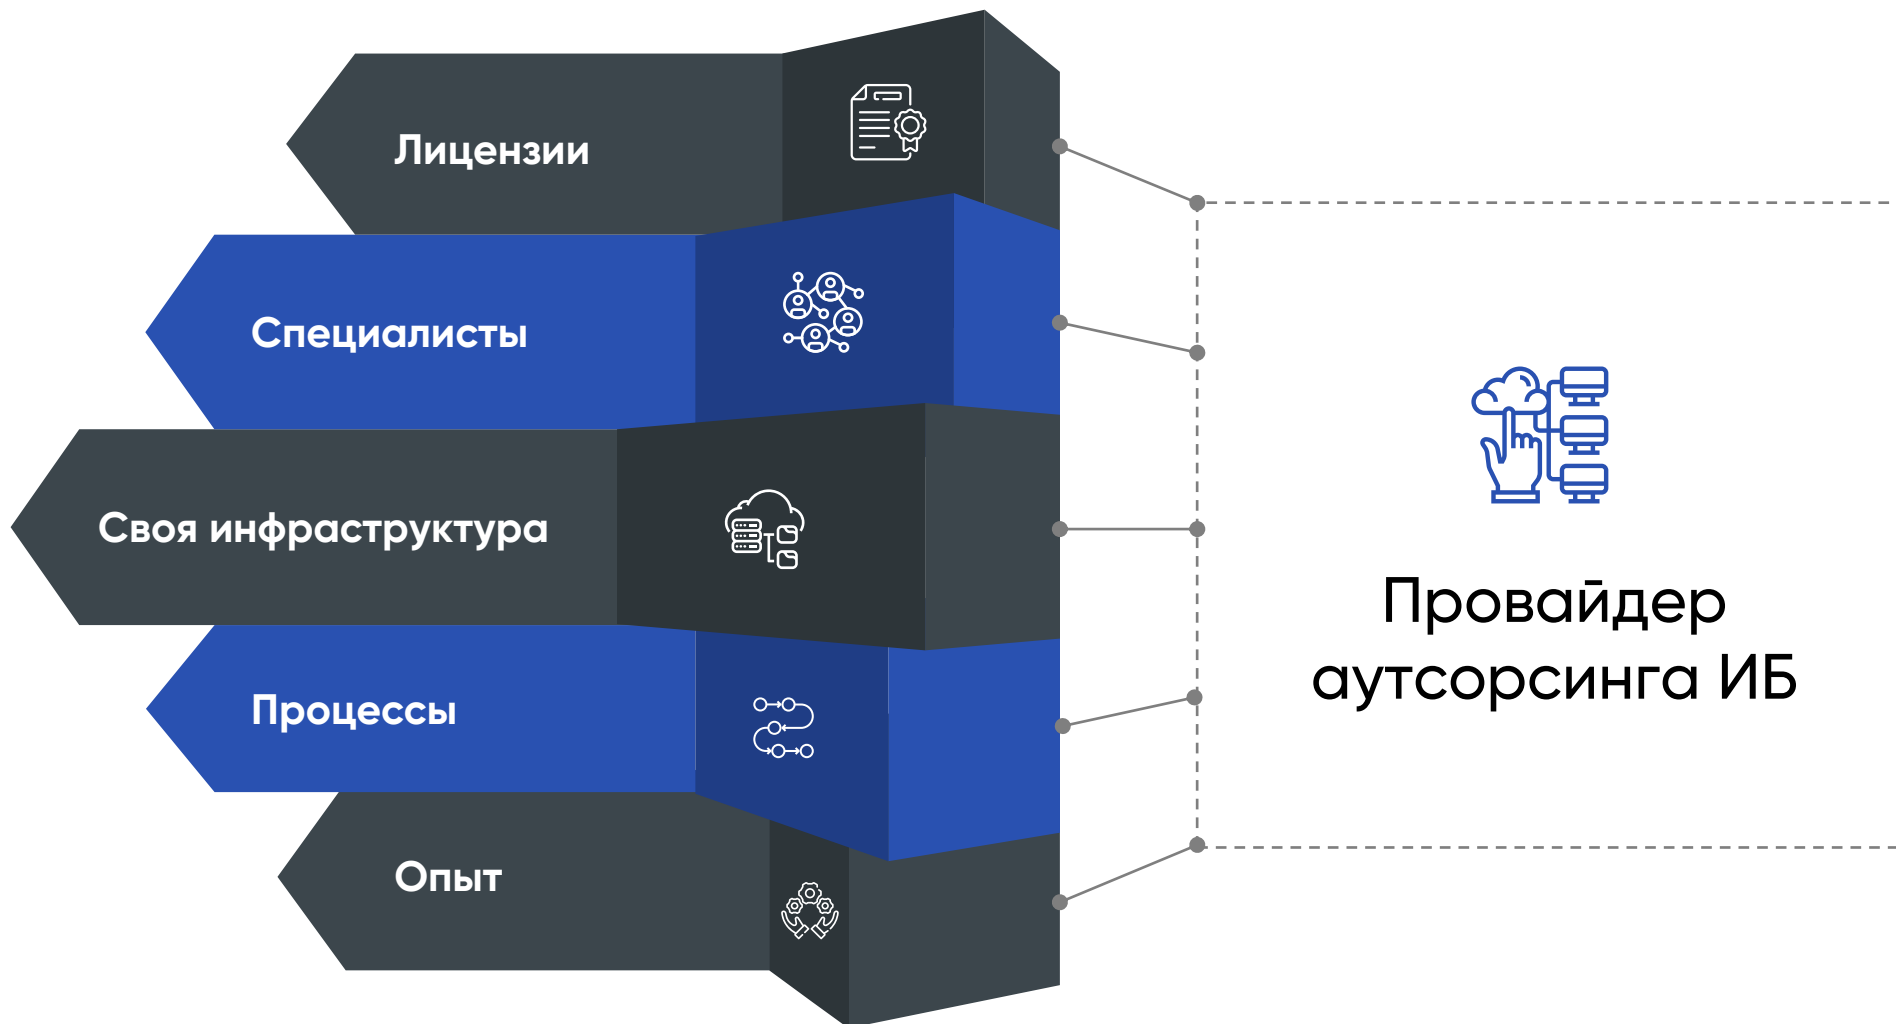 Лицензии
Специалисты
Своя инфраструктура
Процессы
Опыт
Провайдер
аутсорсинга ИБ